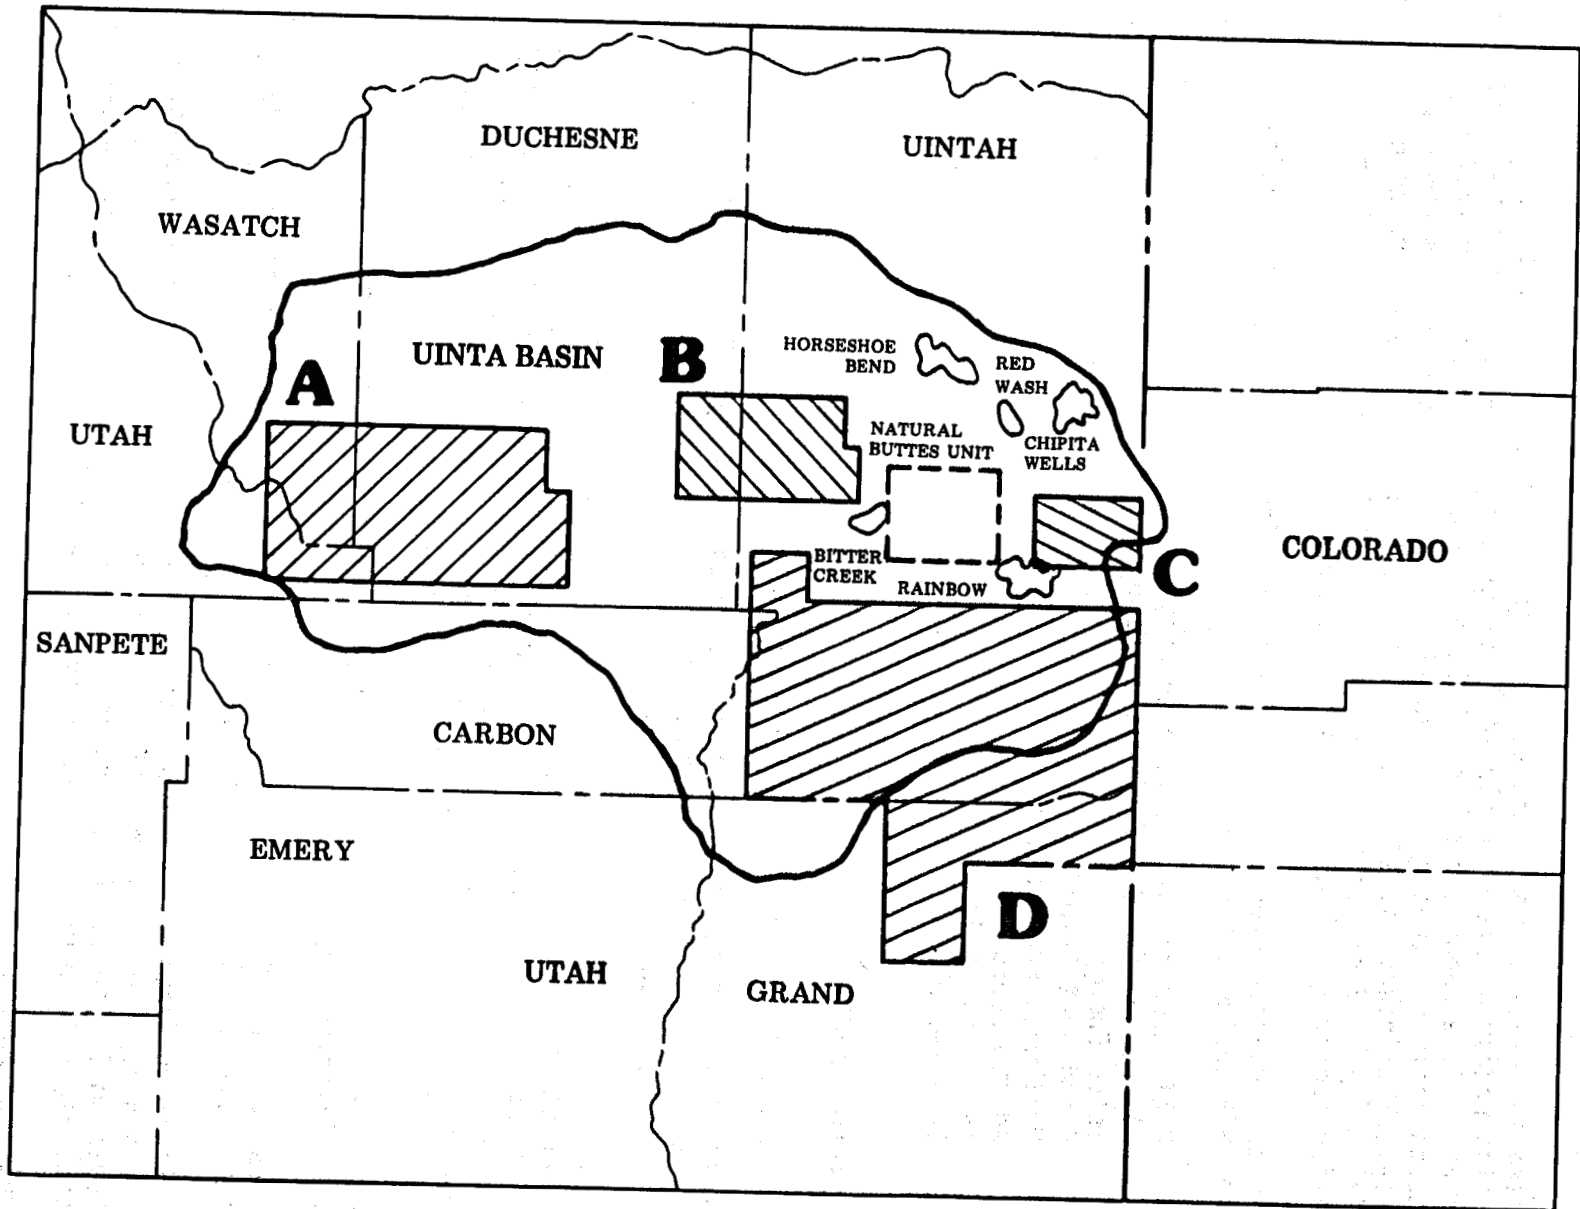 DUCHESNE
UINTAH
WASATCH
UINTA BASIN
A
B
HORSESHOE
BEND
RED
WASH
UTAH
NATURAL
BUTTES UNIT
CHIPITA
WELLS
COLORADO
BITTER
CREEK
RAINBOW
C
SANPETE
CARBON
EMERY
D
UTAH
GRAND